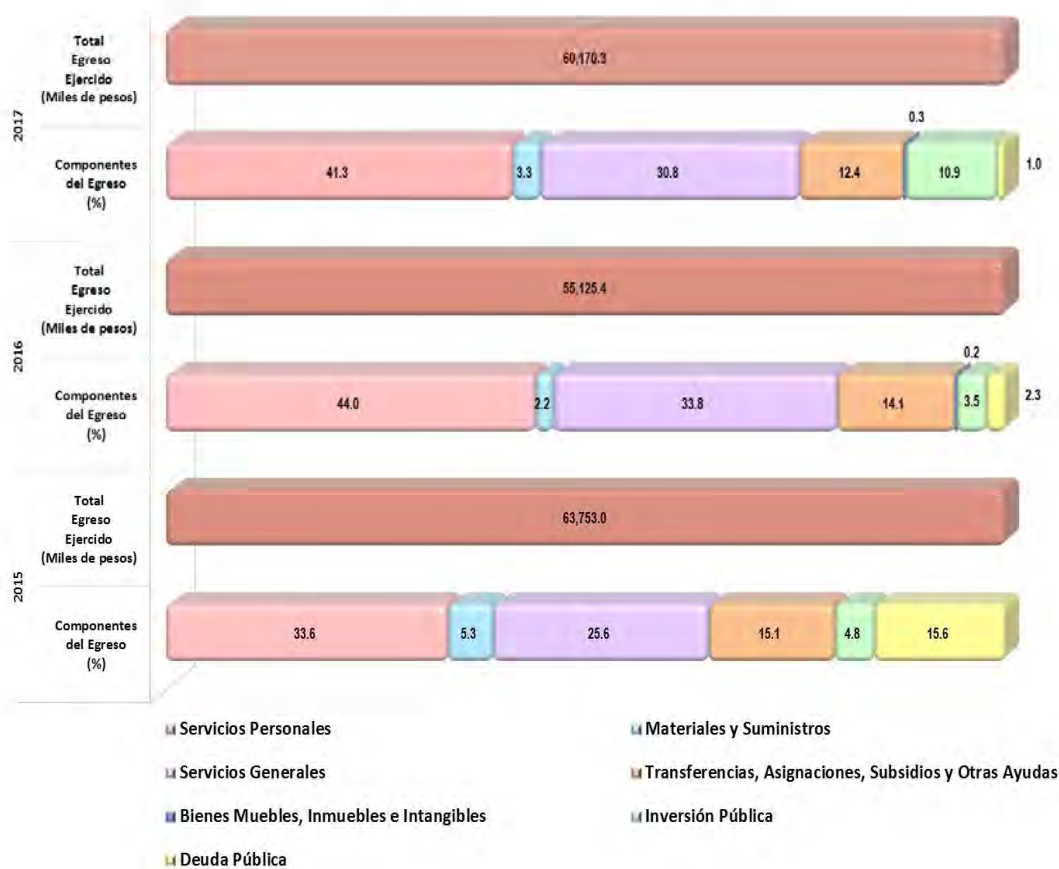 2017
Total
Egreso
Ejercido
(Miles de pesos)
60,170.3
Componentes
del Egreso
(%)
41.3
3.3
30.8
12.4
0.3
10.9
1.0
2016
Total
Egreso
Ejercido
(Miles de pesos)
55,125.4
Componentes
del Egreso
(%)
44.0
2.2
33.8
14.1
0.2
3.5
2.3
2015
Total
Egreso
Ejercido
(Miles de pesos)
63,753.0
Componentes
del Egreso
(%)
33.6
5.3
25.6
15.1
4.8
15.6
Servicios Personales
Materiales y Suministros
Servicios Generales
Transferencias, Asignaciones, Subsidios y Otras Ayudas
Bienes Muebles, Inmuebles e Intangibles
Inversión Pública
Deuda Pública